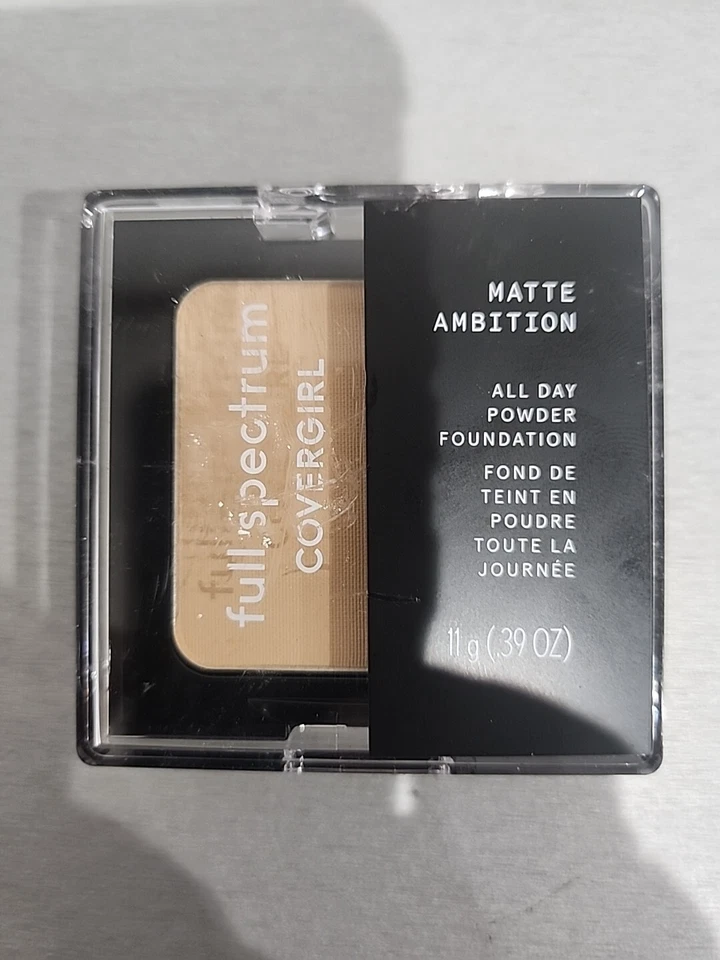 full spectrum
COVERGIRL
MATTE
AMBITION
ALL DAY
POWDER
FOUNDATION
FOND DE
TEINT EN
POUDRE
TOUTE LA
JOURNÉE
11 g (.39 OZ)